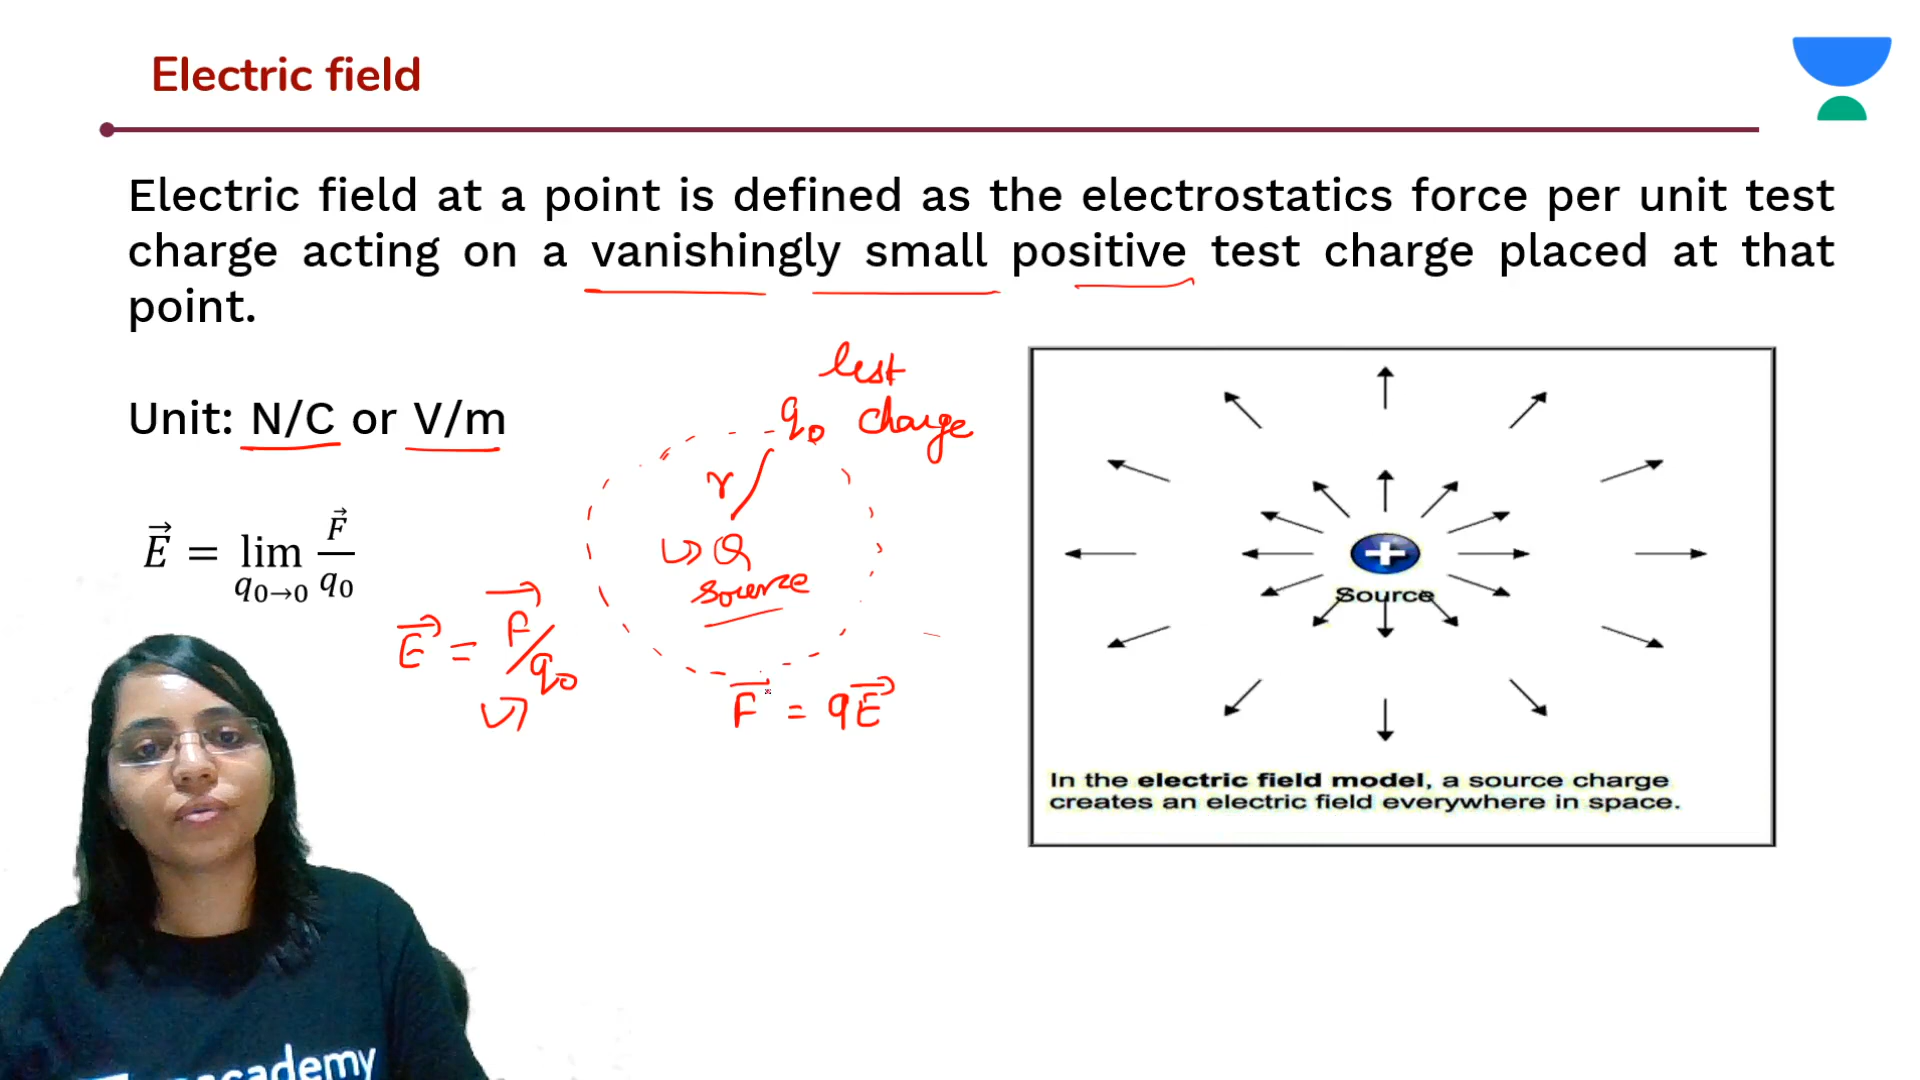 Electric field
Electric field at a point is defined as the electrostatics force per unit test
charge acting on a vanishingly small positive test charge placed at that
point.
Unit: N/C or V/m
E⃗ = lim q₀→₀ F⃗/q₀
test
q₀ charge
r
Q
source
E⃗ = F⃗/q₀
F⃗ = qE⃗
+
Source
In the electric field model, a source charge
creates an electric field everywhere in space.
academy